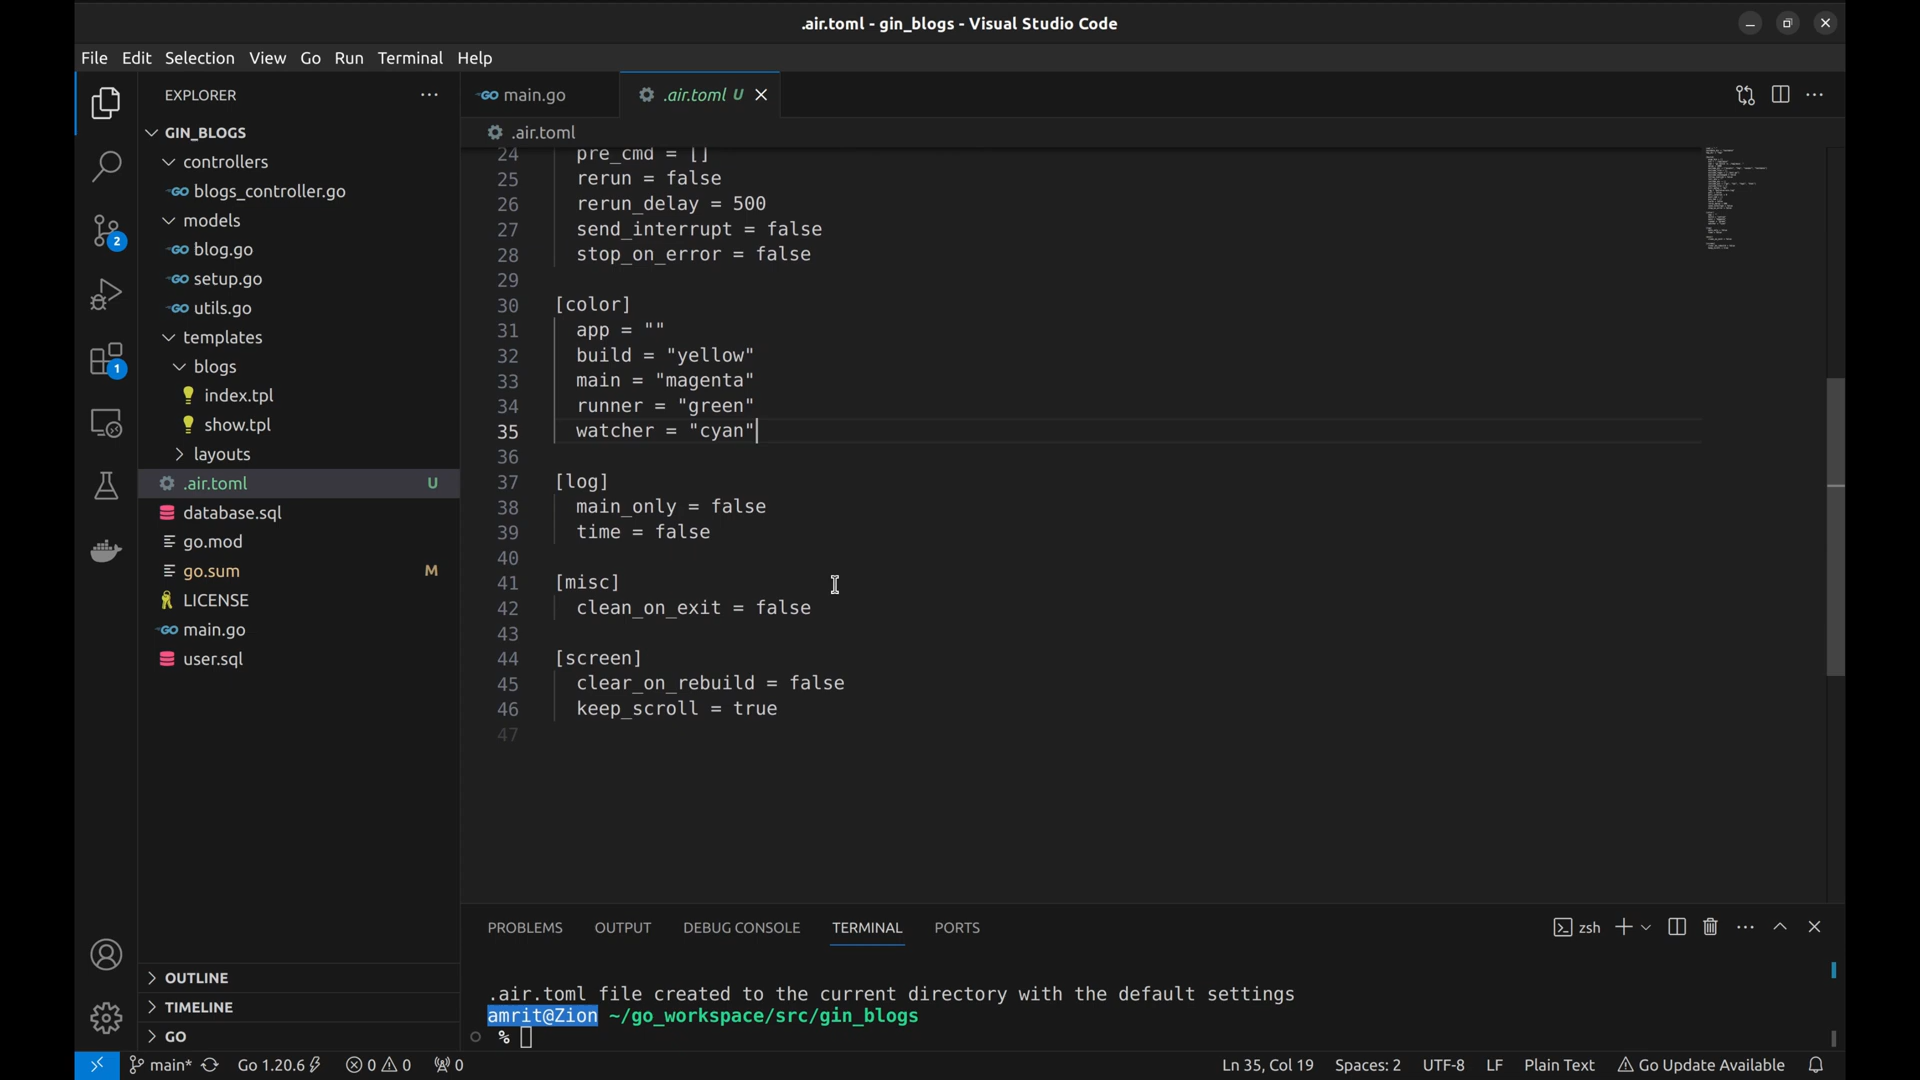 .air.toml - gin_blogs - Visual Studio Code
File Edit Selection View Go Run Terminal Help
EXPLORER
GIN_BLOGS
controllers
blogs_controller.go
models
blog.go
setup.go
utils.go
templates
blogs
index.tpl
show.tpl
layouts
.air.toml U
database.sql
go.mod
go.sum M
LICENSE
main.go
user.sql
OUTLINE
TIMELINE
GO
2
1
main.go .air.toml U
.air.toml
24 pre_cmd = []
25 rerun = false
26 rerun_delay = 500
27 send_interrupt = false
28 stop_on_error = false
29
30 [color]
31 app = ""
32 build = "yellow"
33 main = "magenta"
34 runner = "green"
35 watcher = "cyan"
36
37 [log]
38 main_only = false
39 time = false
40
41 [misc]
42 clean_on_exit = false
43
44 [screen]
45 clear_on_rebuild = false
46 keep_scroll = true
47
PROBLEMS OUTPUT DEBUG CONSOLE TERMINAL PORTS zsh
.air.toml file created to the current directory with the default settings
amrit@Zion ~/go_workspace/src/gin_blogs
%
main* Go 1.20.6 0 0 0 Ln 35, Col 19 Spaces: 2 UTF-8 LF Plain Text Go Update Available